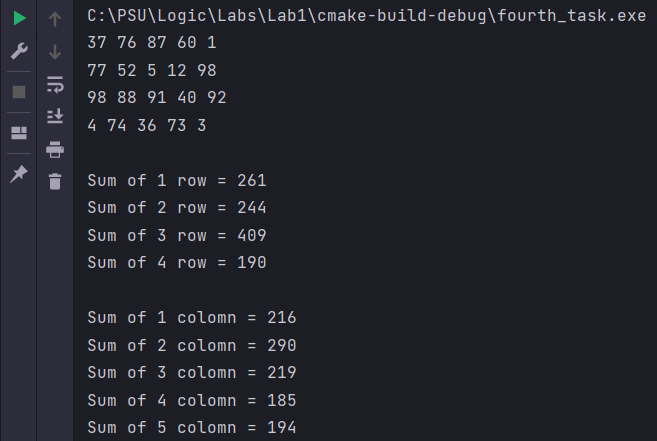 C:\PSU\Logic\Labs\Lab1\cmake-build-debug\fourth_task.exe
37 76 87 60 1
77 52 5 12 98
98 88 91 40 92
4 74 36 73 3
Sum of 1 row = 261
Sum of 2 row = 244
Sum of 3 row = 409
Sum of 4 row = 190
Sum of 1 colomn = 216
Sum of 2 colomn = 290
Sum of 3 colomn = 219
Sum of 4 colomn = 185
Sum of 5 colomn = 194